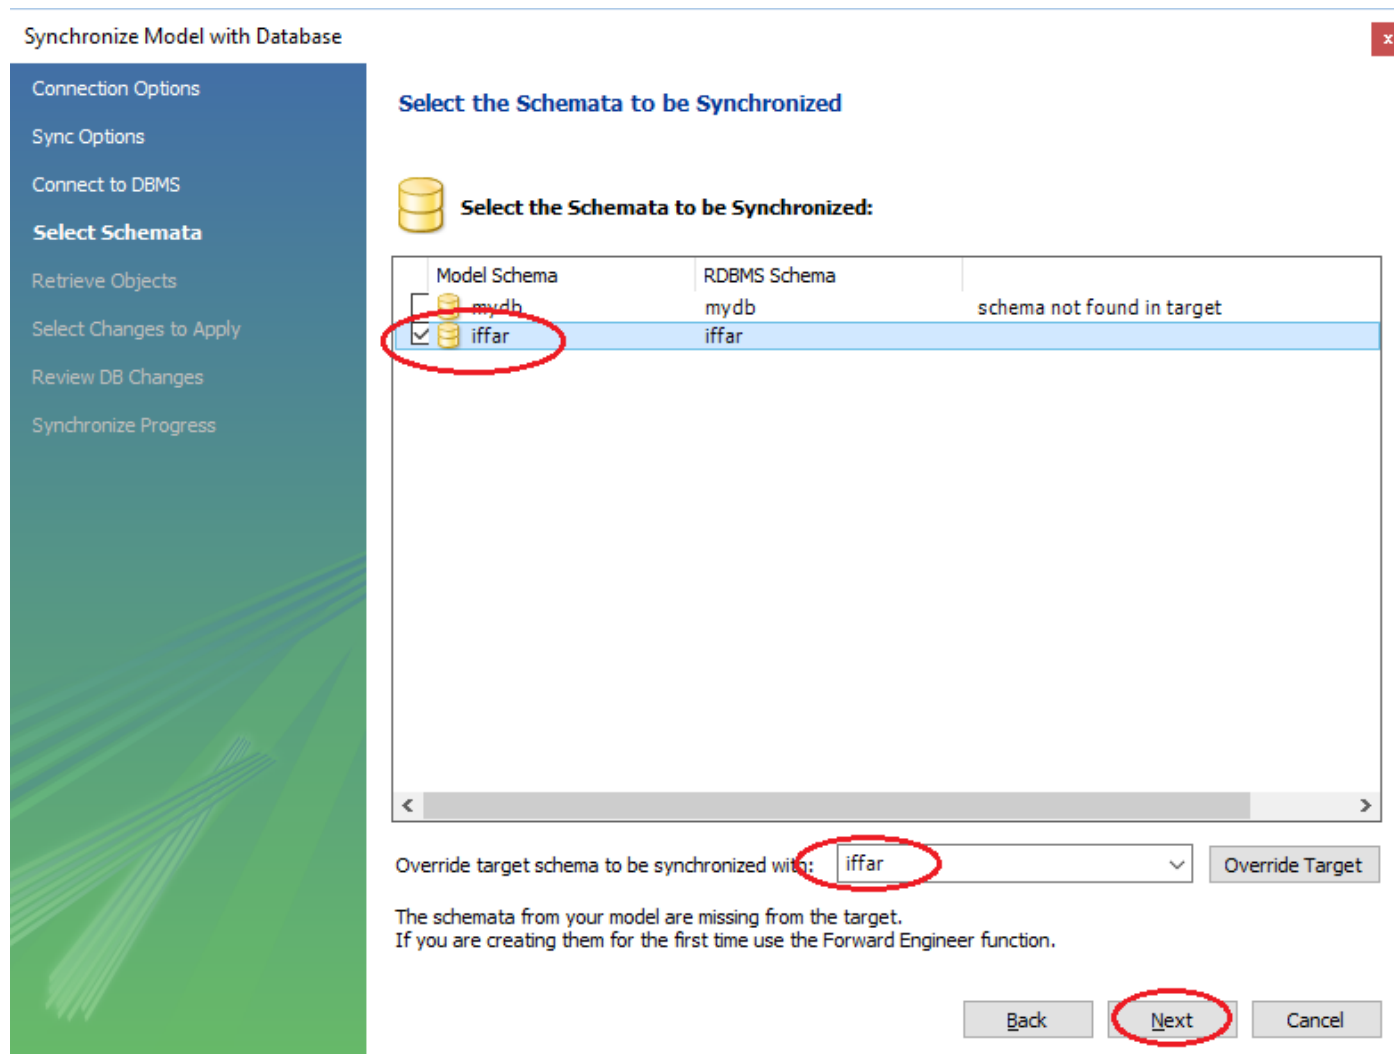 Synchronize Model with Database
x
Connection Options
Sync Options
Connect to DBMS
Select Schemata
Retrieve Objects
Select Changes to Apply
Review DB Changes
Synchronize Progress
Select the Schemata to be Synchronized
Select the Schemata to be Synchronized:
Model Schema RDBMS Schema
mydb mydb schema not found in target
iffar iffar
Override target schema to be synchronized with: iffar Override Target
The schemata from your model are missing from the target.
If you are creating them for the first time use the Forward Engineer function.
Back Next Cancel